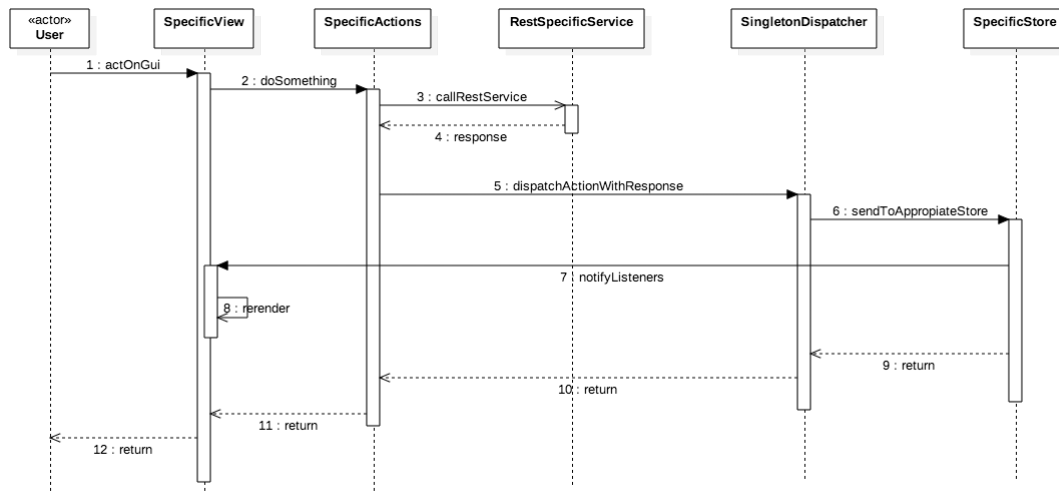 «actor»
User
SpecificView
SpecificActions
RestSpecificService
SingletonDispatcher
SpecificStore
1 : actOnGui
2 : doSomething
3 : callRestService
4 : response
5 : dispatchActionWithResponse
6 : sendToAppropiateStore
7 : notifyListeners
8 : rerender
9 : return
10 : return
11 : return
12 : return